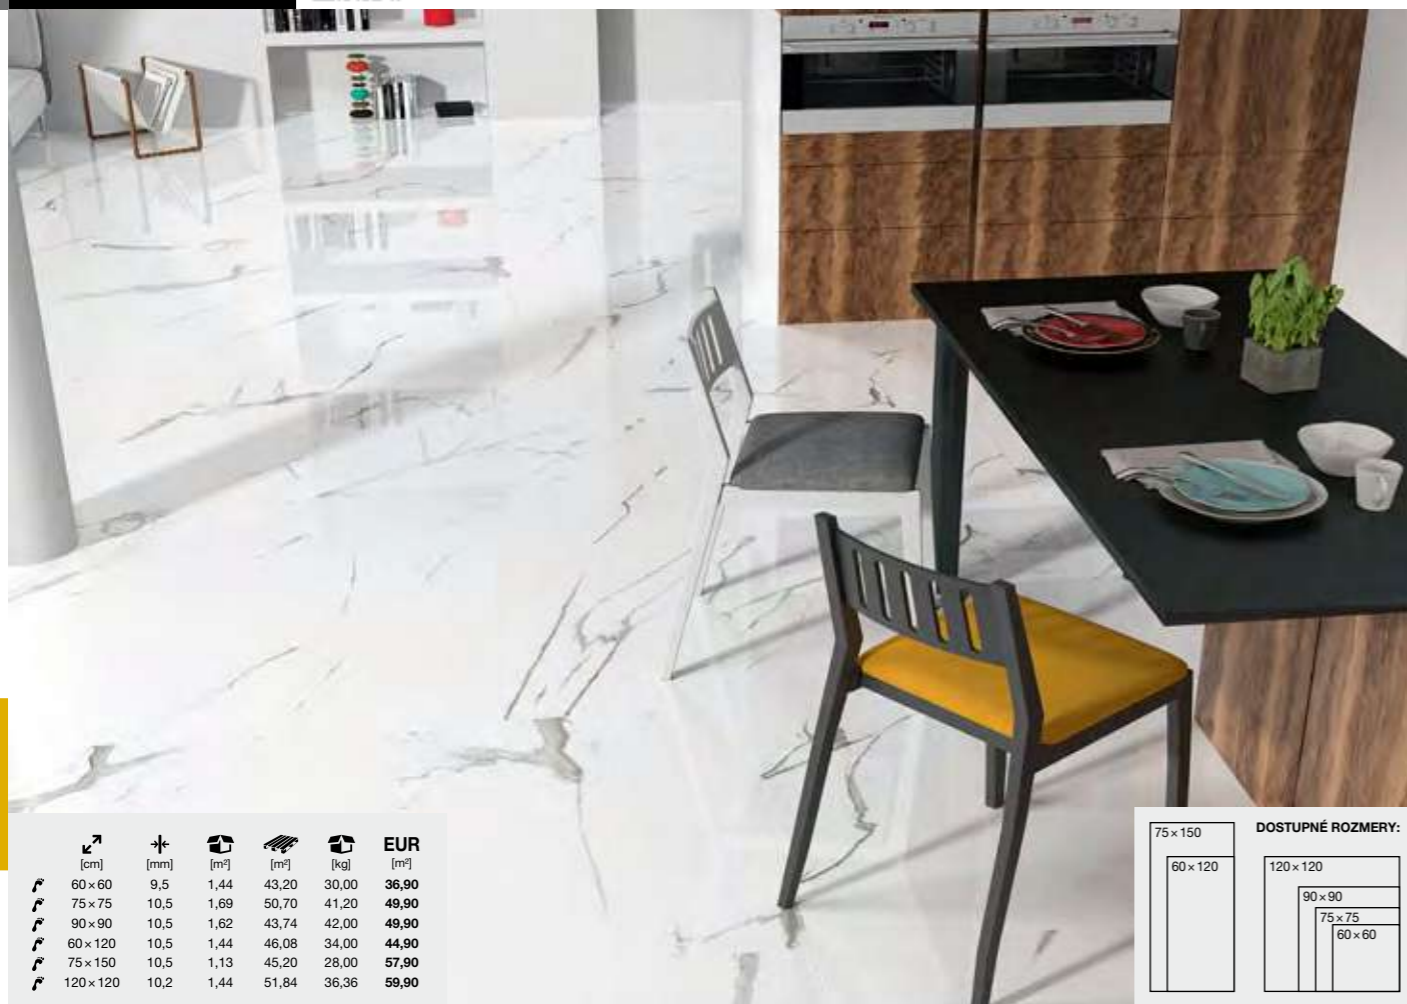 [cm] [mm] [m²] [m²] [kg] EUR [m²]
60×60 9,5 1,44 43,20 30,00 36,90
75×75 10,5 1,69 50,70 41,20 49,90
90×90 10,5 1,62 43,74 42,00 49,90
60×120 10,5 1,44 46,08 34,00 44,90
75×150 10,5 1,13 45,20 28,00 57,90
120×120 10,2 1,44 51,84 36,36 59,90
DOSTUPNÉ ROZMERY:
75×150
60×120
120×120
90×90
75×75
60×60